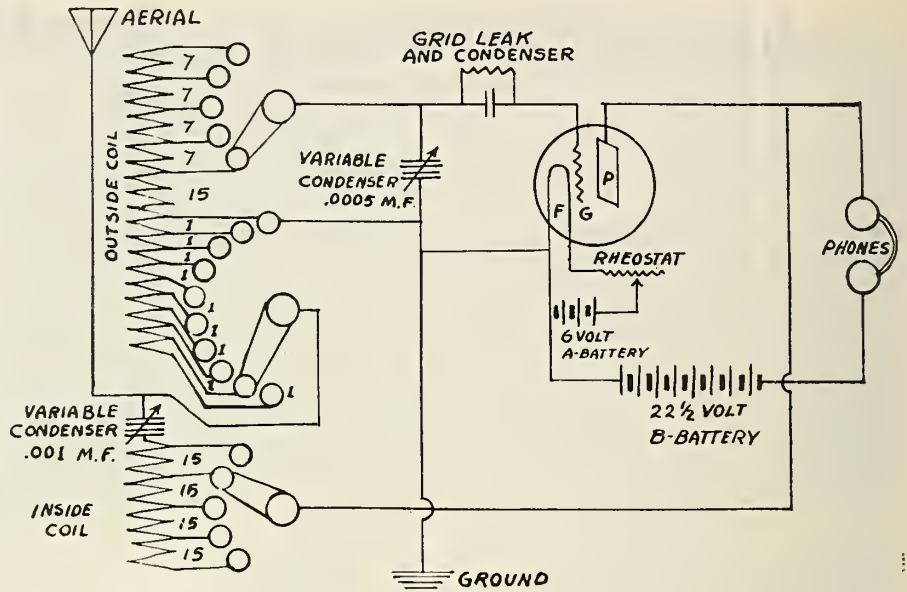 AERIAL
GRID LEAK
AND CONDENSER
7
7
7
7
15
OUTSIDE COIL
VARIABLE
CONDENSER
.0005 M.F.
P
F
G
RHEOSTAT
PHONES
1
1
1
1
1
1
1
1
1
6 VOLT
A-BATTERY
22 ½ VOLT
B-BATTERY
VARIABLE
CONDENSER
.001 M.F.
15
15
15
15
INSIDE
COIL
GROUND